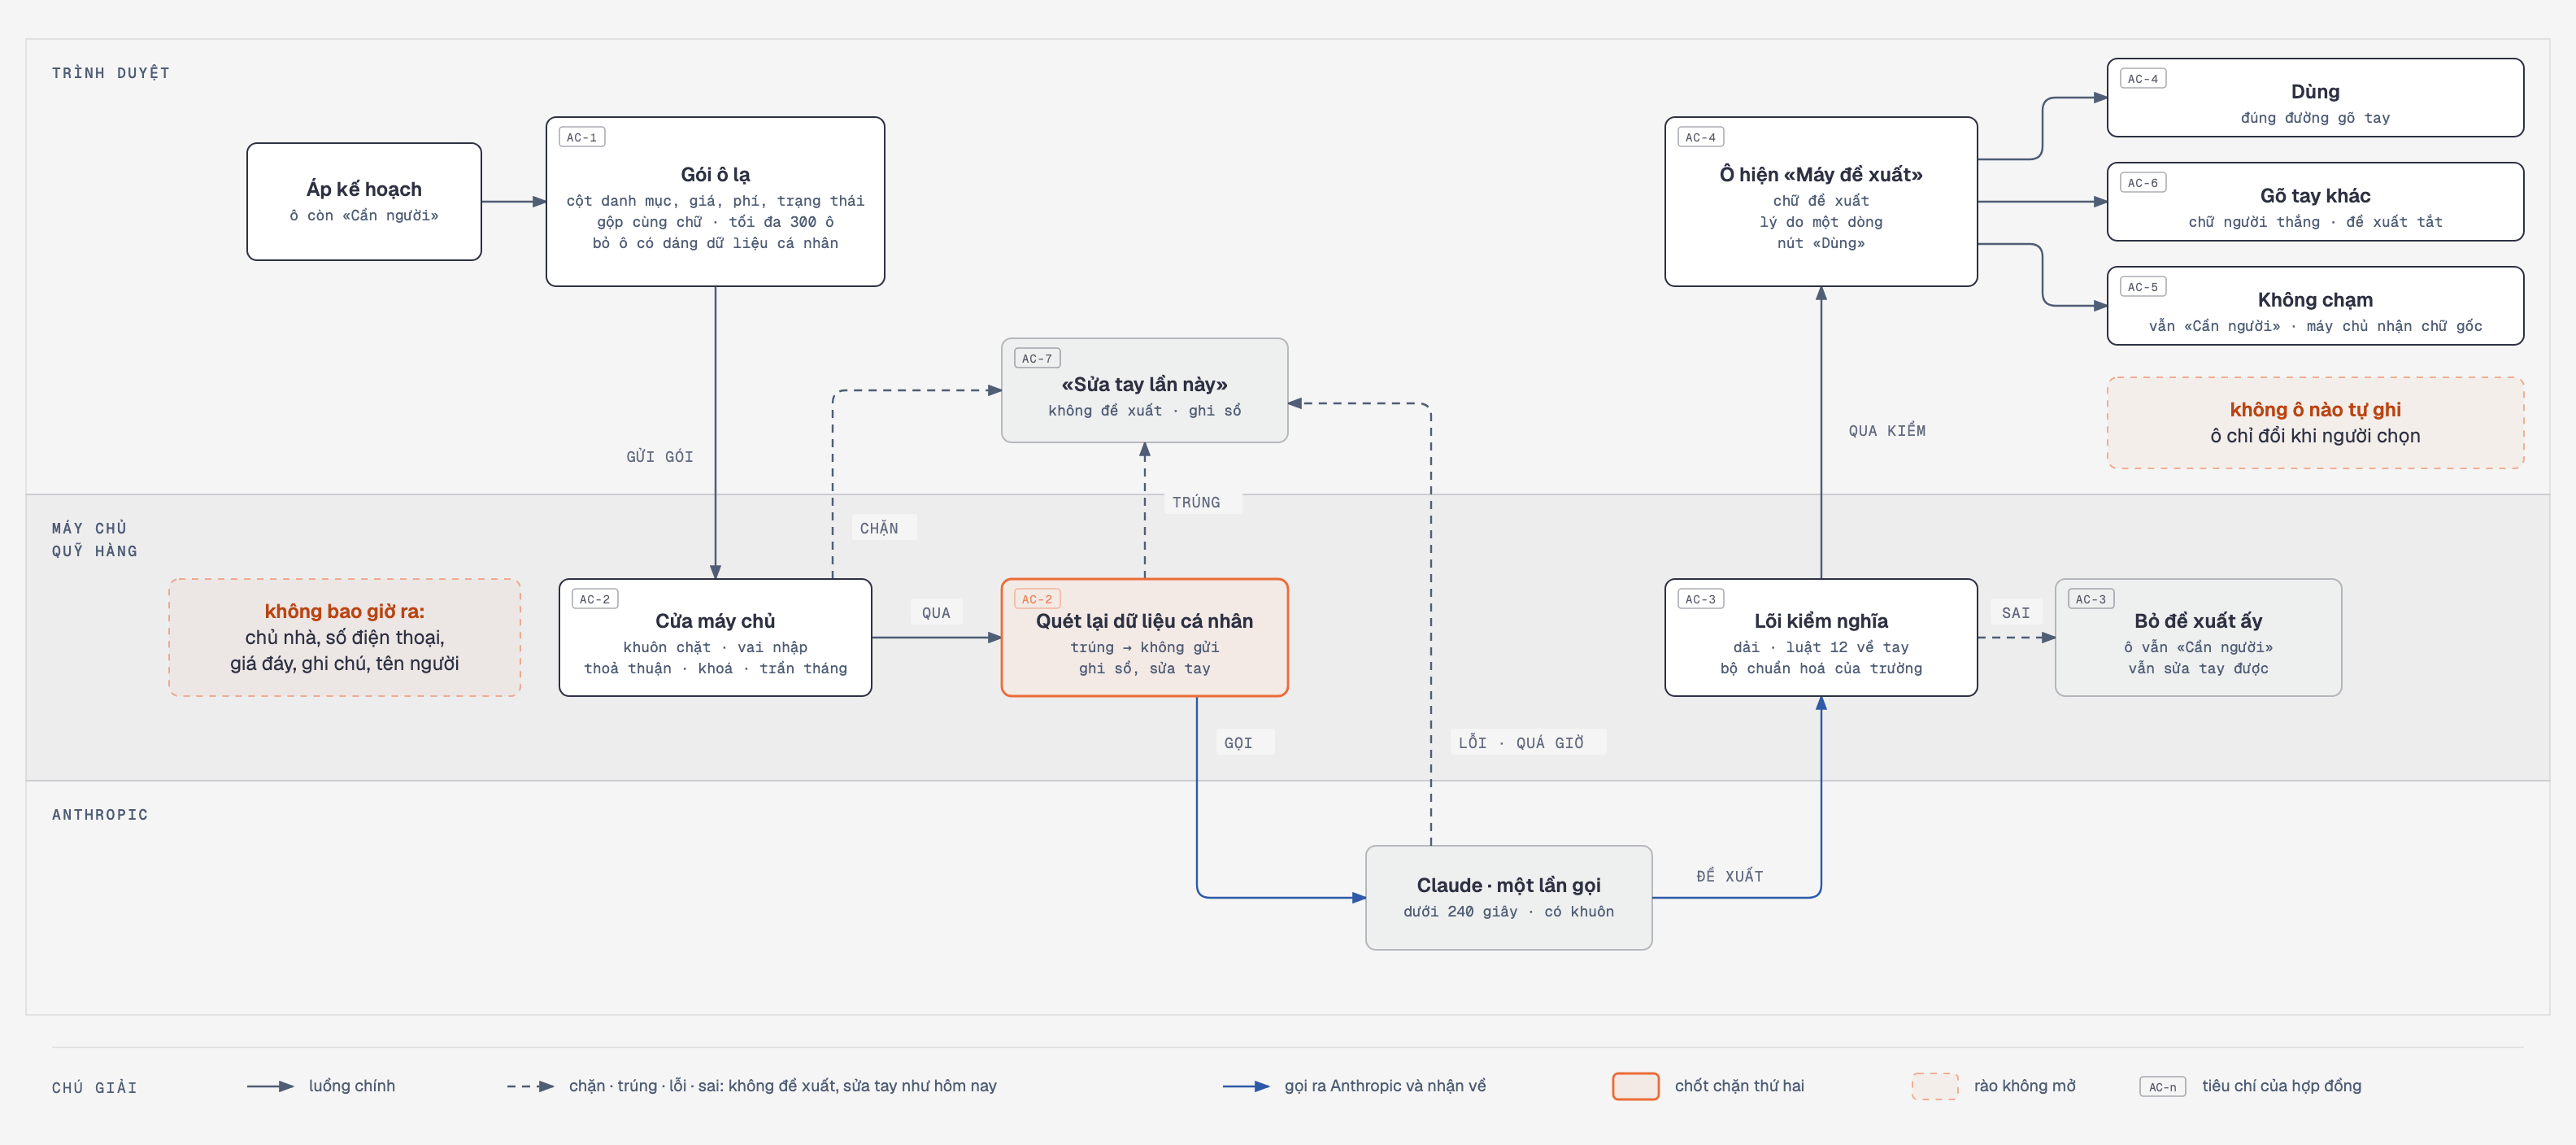 TRÌNH DUYỆT
Áp kế hoạch
ô còn «Cần người»
AC-1
Gói ô lạ
cột danh mục, giá, phí, trạng thái
gộp cùng chữ · tối đa 300 ô
bỏ ô có dáng dữ liệu cá nhân
AC-4
Ô hiện «Máy đề xuất»
chữ đề xuất
lý do một dòng
nút «Dùng»
AC-4
Dùng
đúng đường gõ tay
AC-6
Gõ tay khác
chữ người thắng · đề xuất tắt
AC-5
Không chạm
vẫn «Cần người» · máy chủ nhận chữ gốc
AC-7
«Sửa tay lần này»
không đề xuất · ghi sổ
không ô nào tự ghi
ô chỉ đổi khi người chọn
GỬI GÓI
QUA KIỂM
TRÚNG
CHẶN
MÁY CHỦ
QUỸ HÀNG
không bao giờ ra:
chủ nhà, số điện thoại,
giá đáy, ghi chú, tên người
AC-2
Cửa máy chủ
khuôn chặt · vai nhập
thoả thuận · khoá · trần tháng
QUA
AC-2
Quét lại dữ liệu cá nhân
trúng → không gửi
ghi sổ, sửa tay
AC-3
Lõi kiểm nghĩa
dải · luật 12 về tay
bộ chuẩn hoá của trường
SAI
AC-3
Bỏ đề xuất ấy
ô vẫn «Cần người»
vẫn sửa tay được
GỌI
LỖI · QUÁ GIỜ
ANTHROPIC
Claude · một lần gọi
dưới 240 giây · có khuôn
ĐỀ XUẤT
CHÚ GIẢI
luồng chính
chặn · trúng · lỗi · sai: không đề xuất, sửa tay như hôm nay
gọi ra Anthropic và nhận về
chốt chặn thứ hai
rào không mở
AC-n
tiêu chí của hợp đồng